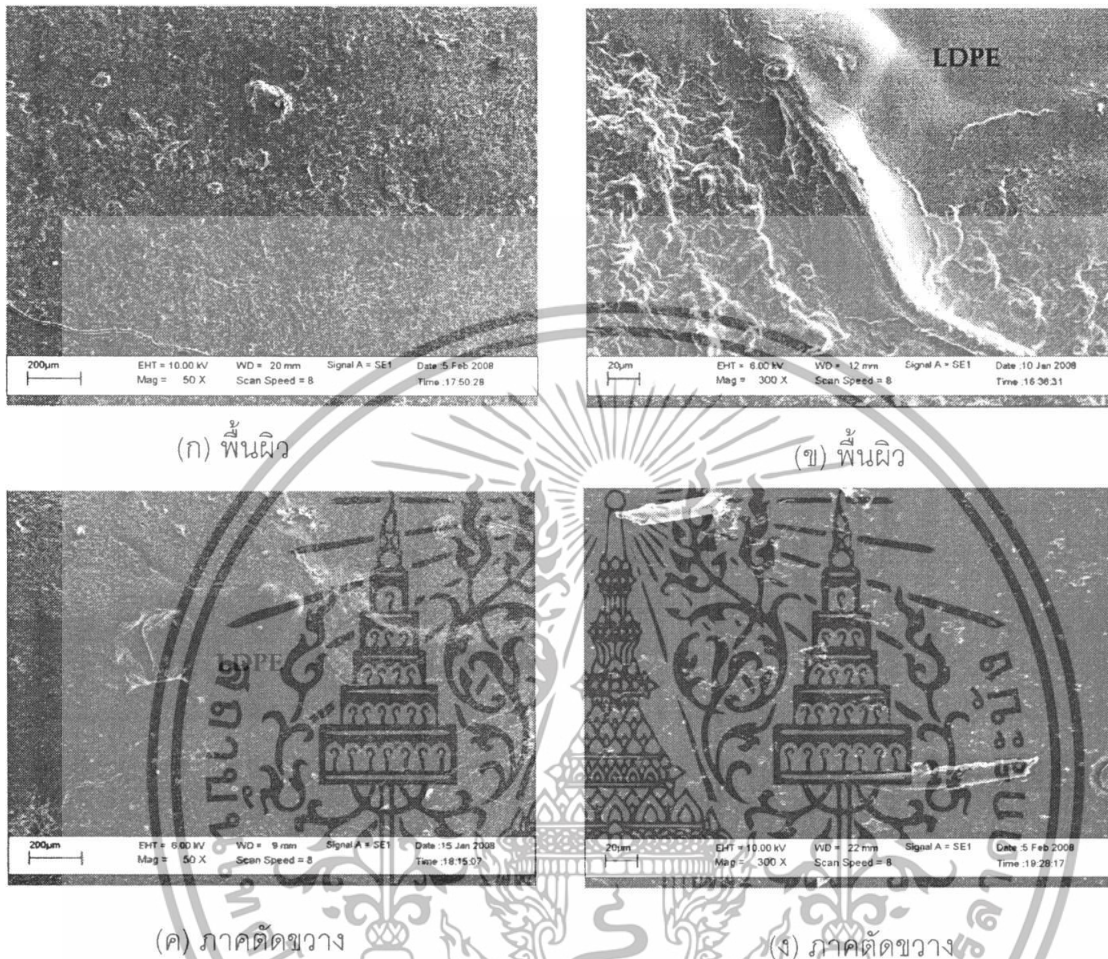 LDPE
200µm EHT = 10.00 kV WD = 20 mm Signal A = SE1 Date :5 Feb 2008
Mag = 50 X Scan Speed = 8 Time :17:50:26
20µm EHT = 6.00 kV WD = 12 mm Signal A = SE1 Date :10 Jan 2008
Mag = 300 X Scan Speed = 8 Time :16:36:31
(ก) พื้นผิว
(ข) พื้นผิว
LDPE
200µm EHT = 6.00 kV WD = 9 mm Signal A = SE1 Date :15 Jan 2008
Mag = 50 X Scan Speed = 8 Time :18:15:07
20µm EHT = 10.00 kV WD = 22 mm Signal A = SE1 Date :5 Feb 2008
Mag = 300 X Scan Speed = 8 Time :19:28:17
(ค) ภาคตัดขวาง
(ง) ภาคตัดขวาง